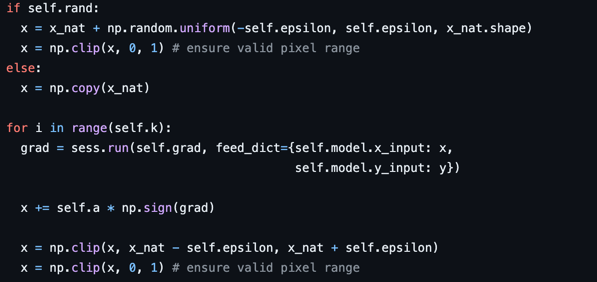 if self.rand:
  x = x_nat + np.random.uniform(-self.epsilon, self.epsilon, x_nat.shape)
  x = np.clip(x, 0, 1) # ensure valid pixel range
else:
  x = np.copy(x_nat)

for i in range(self.k):
  grad = sess.run(self.grad, feed_dict={self.model.x_input: x,
                                        self.model.y_input: y})

  x += self.a * np.sign(grad)

  x = np.clip(x, x_nat - self.epsilon, x_nat + self.epsilon)
  x = np.clip(x, 0, 1) # ensure valid pixel range